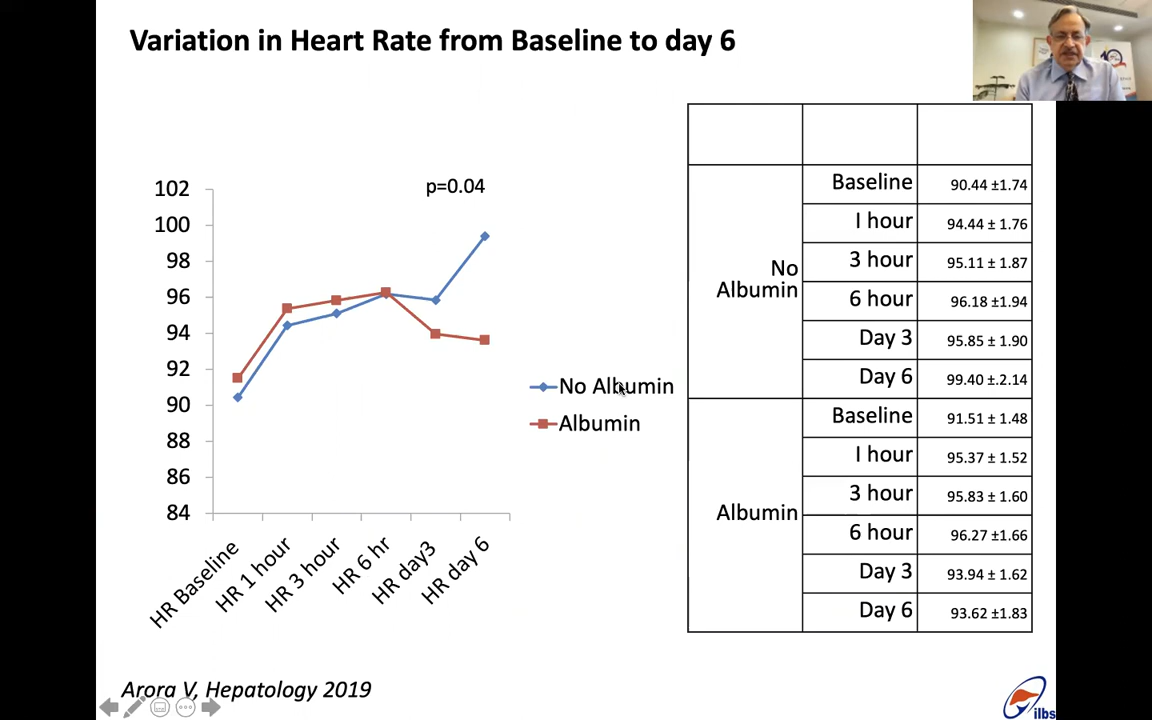 Variation in Heart Rate from Baseline to day 6
p=0.04
102
100
98
96
94
92
90
88
86
84
HR Baseline
HR 1 hour
HR 3 hour
HR 6 hr
HR day3
HR day 6
No Albumin
Albumin
No Albumin
Baseline 90.44 ±1.74
I hour 94.44 ± 1.76
3 hour 95.11 ± 1.87
6 hour 96.18 ±1.94
Day 3 95.85 ± 1.90
Day 6 99.40 ±.2.14
Albumin
Baseline 91.51 ± 1.48
I hour 95.37 ± 1.52
3 hour 95.83 ± 1.60
6 hour 96.27 ±1.66
Day 3 93.94 ± 1.62
Day 6 93.62 ±1.83
Arora V, Hepatology 2019
ilbs